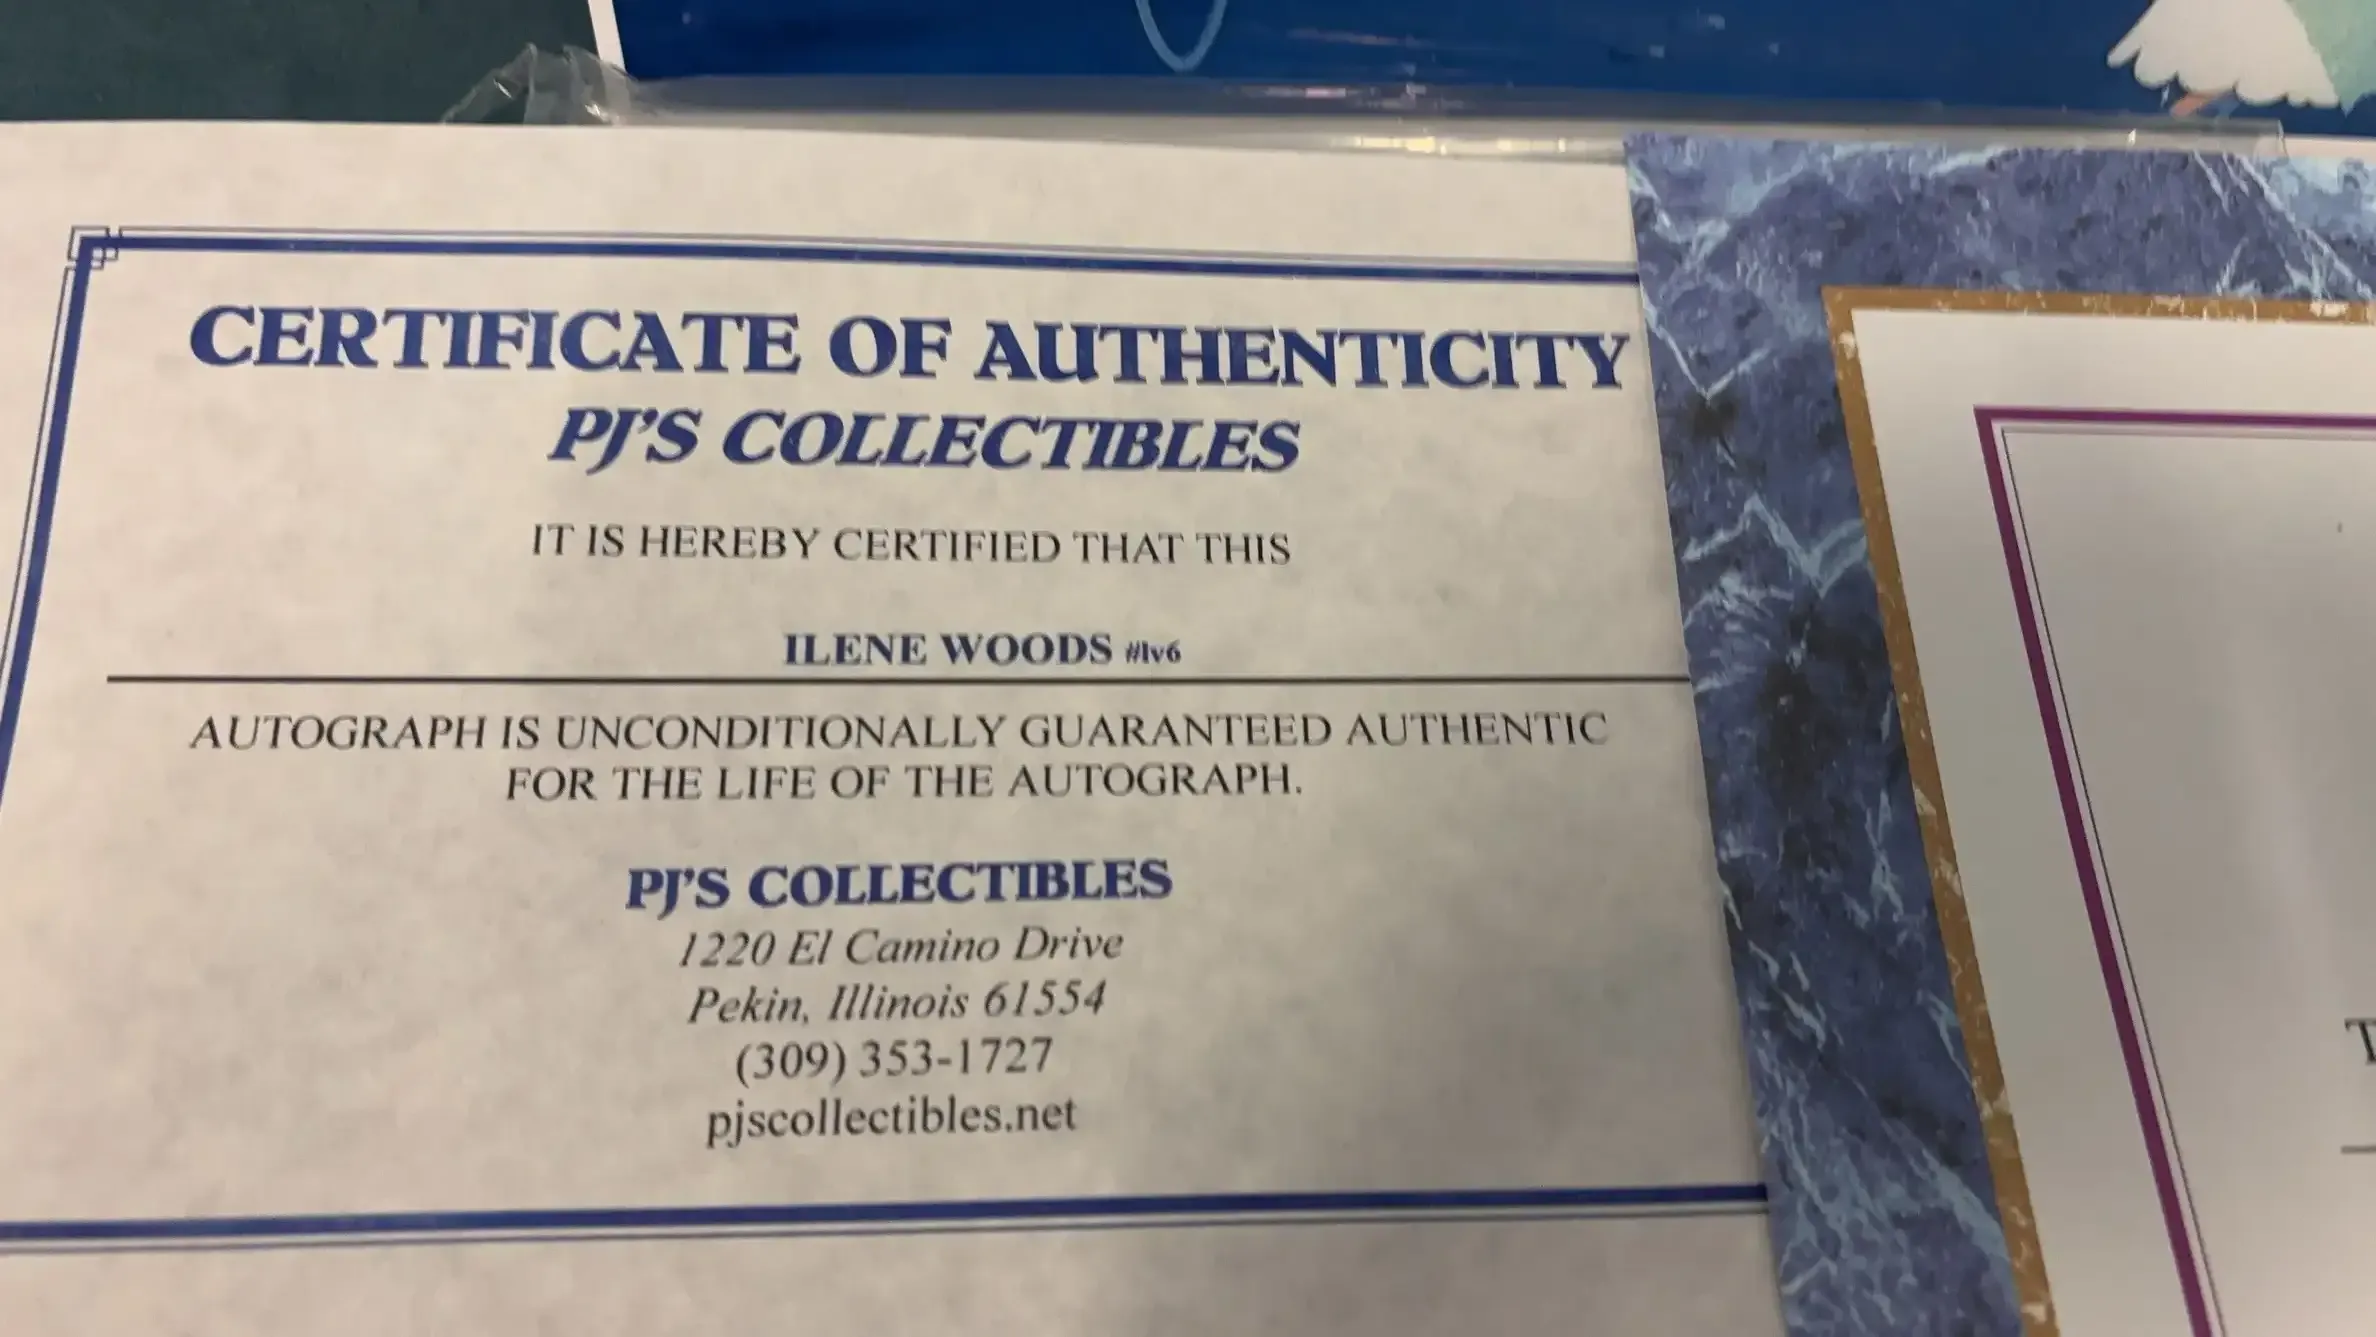 CERTIFICATE OF AUTHENTICITY
PJ'S COLLECTIBLES
IT IS HEREBY CERTIFIED THAT THIS
ILENE WOODS #lv6
AUTOGRAPH IS UNCONDITIONALLY GUARANTEED AUTHENTIC
FOR THE LIFE OF THE AUTOGRAPH.
PJ'S COLLECTIBLES
1220 El Camino Drive
Pekin, Illinois 61554
(309) 353-1727
pjscollectibles.net